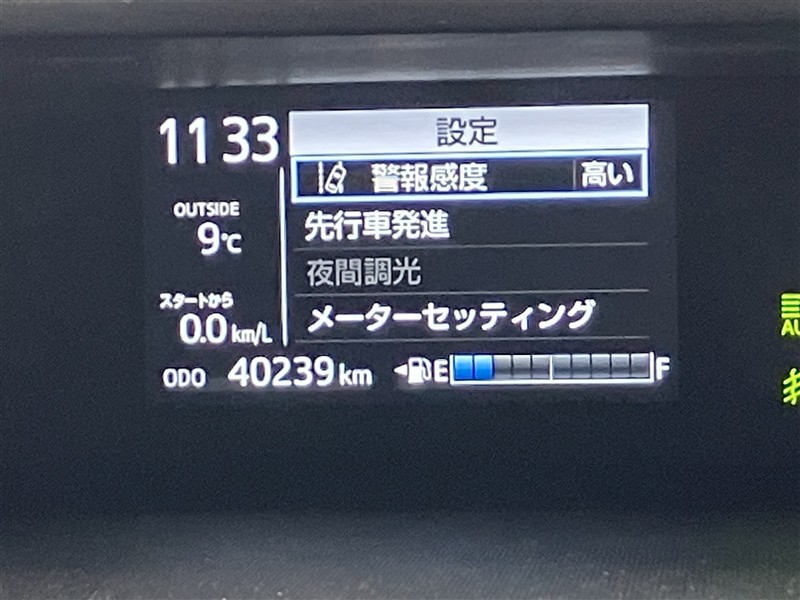 11 33
設定
警報感度 高い
OUTSIDE
9℃
先行車発進
夜間調光
スタートから
0.0 km/L
メーターセッティング
ODO 40239 km
E F